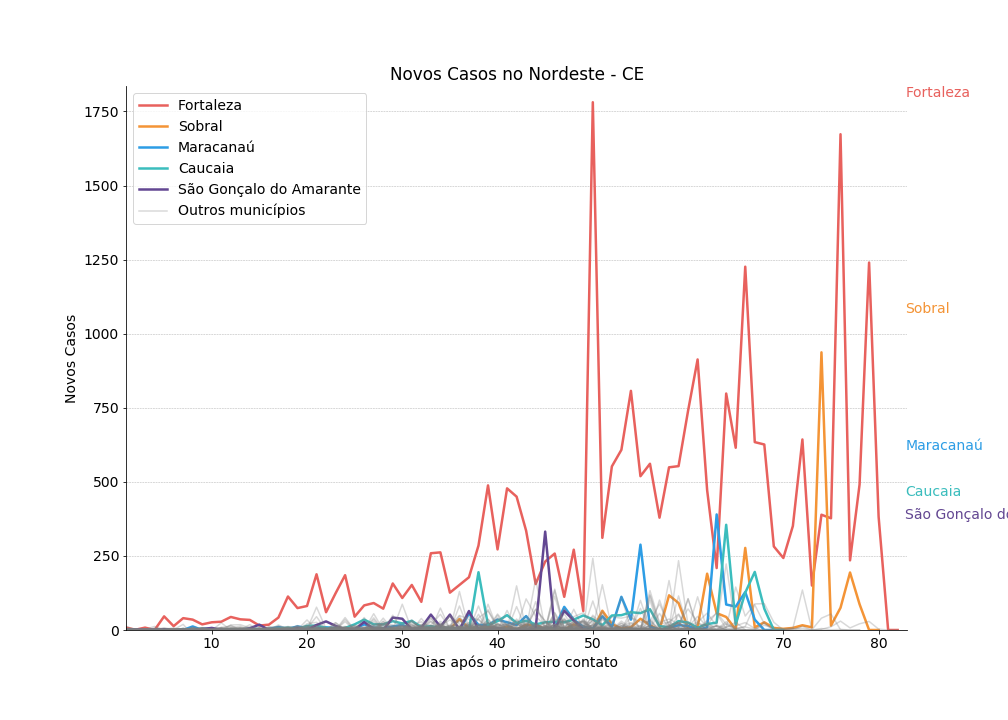 Novos Casos no Nordeste - CE
Fortaleza
Sobral
Maracanaú
Caucaia
São Gonçalo do Amarante
Outros municípios
Novos Casos
1750
1500
1250
1000
750
500
250
0
10
20
30
40
50
60
70
80
Dias após o primeiro contato
Fortaleza
Sobral
Maracanaú
Caucaia
São Gonçalo do